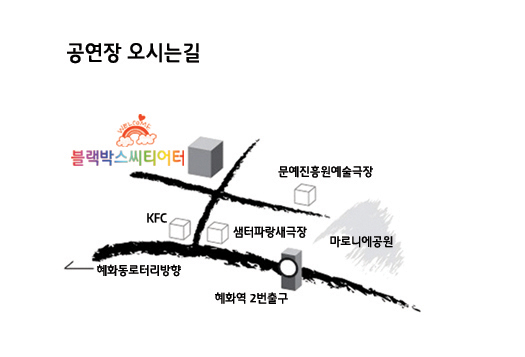 공연장 오시는길
WELCOME
블랙박스씨티어터
문예진흥원예술극장
KFC
샘터파랑새극장
마로니에공원
혜화동로터리방향
혜화역 2번출구